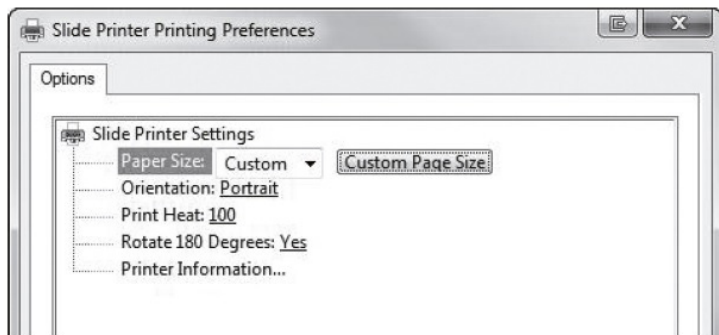 Slide Printer Printing Preferences
Options
Slide Printer Settings
Paper Size: Custom Custom Page Size
Orientation: Portrait
Print Heat: 100
Rotate 180 Degrees: Yes
Printer Information...